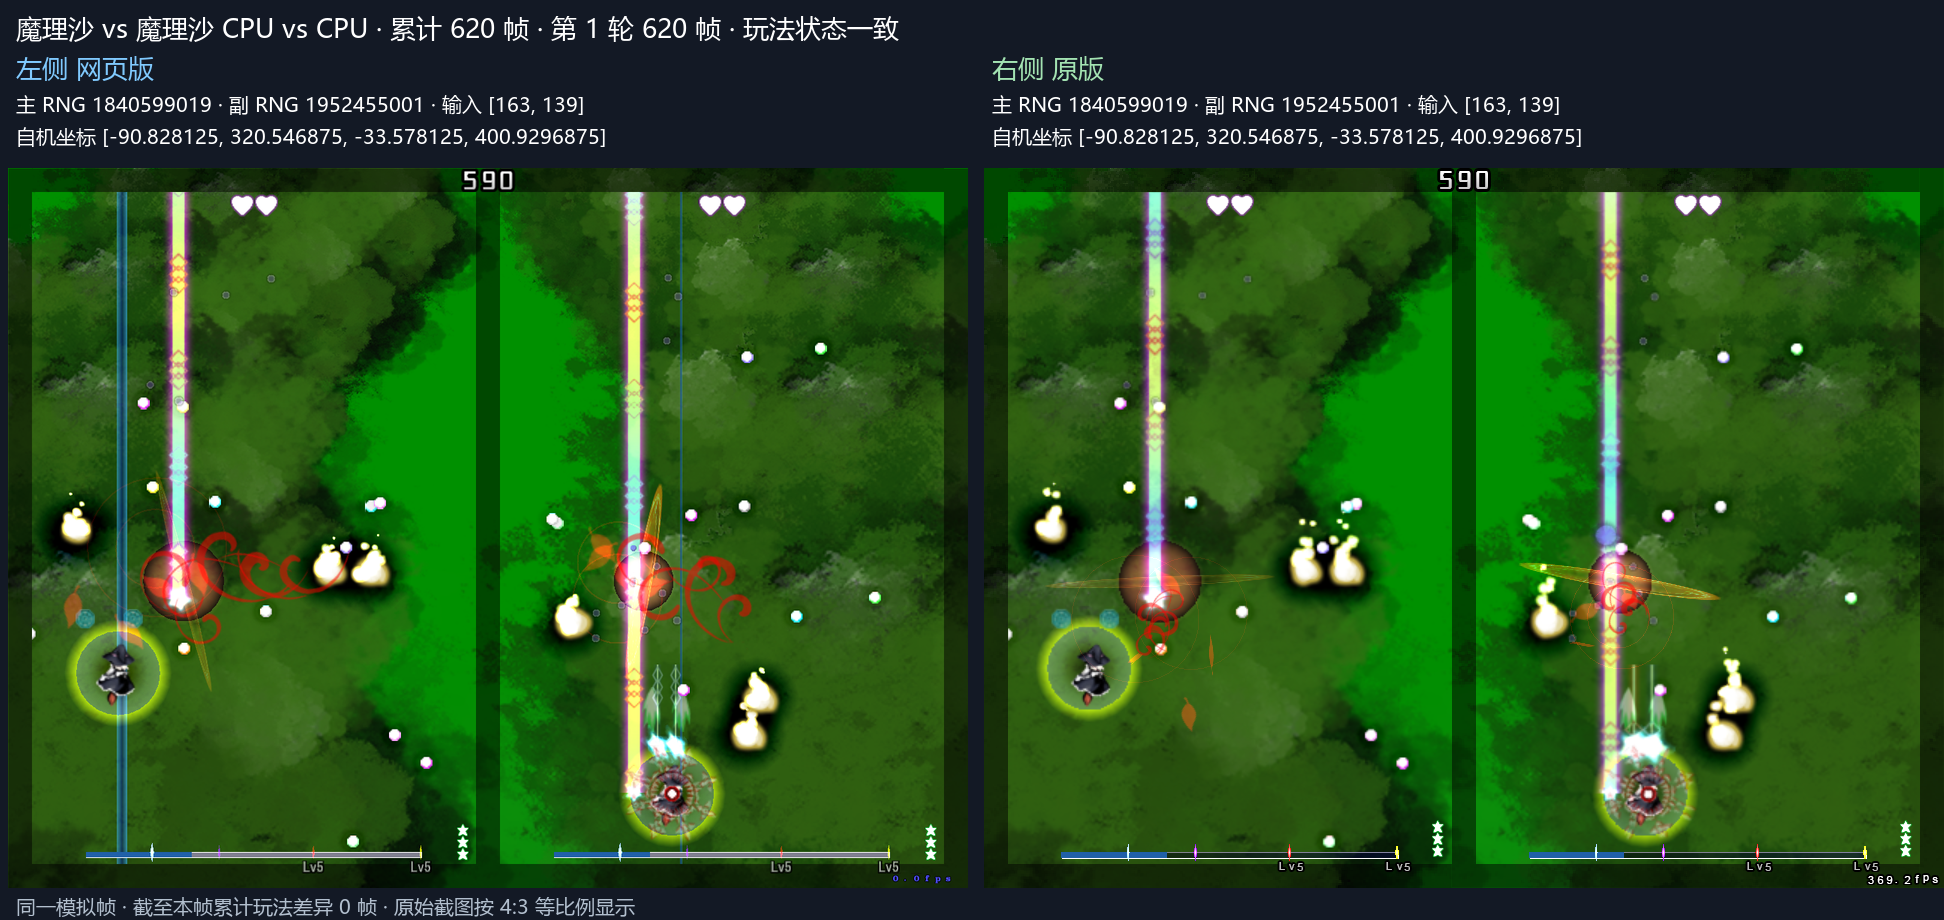 魔理沙 vs 魔理沙 CPU vs CPU · 累计 620 帧 · 第 1 轮 620 帧 · 玩法状态一致
左侧 网页版
主 RNG 1840599019 · 副 RNG 1952455001 · 输入 [163, 139]
自机坐标 [-90.828125, 320.546875, -33.578125, 400.9296875]
590
Lv5
Lv5
Lv5
Lv5
0.0fps
右侧 原版
主 RNG 1840599019 · 副 RNG 1952455001 · 输入 [163, 139]
自机坐标 [-90.828125, 320.546875, -33.578125, 400.9296875]
590
Lv5
Lv5
Lv5
Lv5
369.2fps
同一模拟帧 · 截至本帧累计玩法差异 0 帧 · 原始截图按 4:3 等比例显示